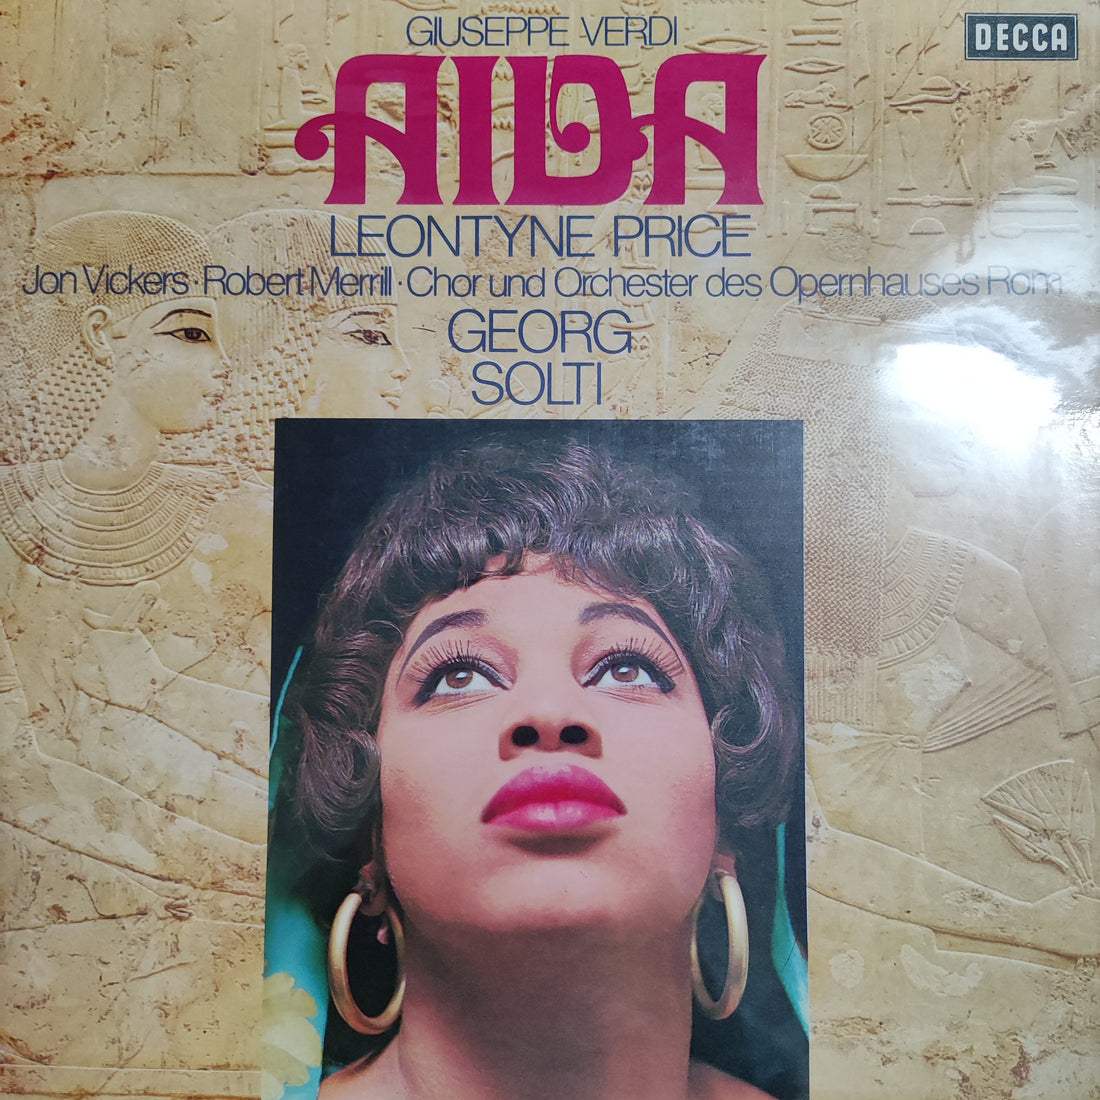 GIUSEPPE VERDI
DECCA
AIDA
LEONTYNE PRICE
Jon Vickers · Robert Merrill · Chor und Orchester des Opernhauses Rom
GEORG
SOLTI